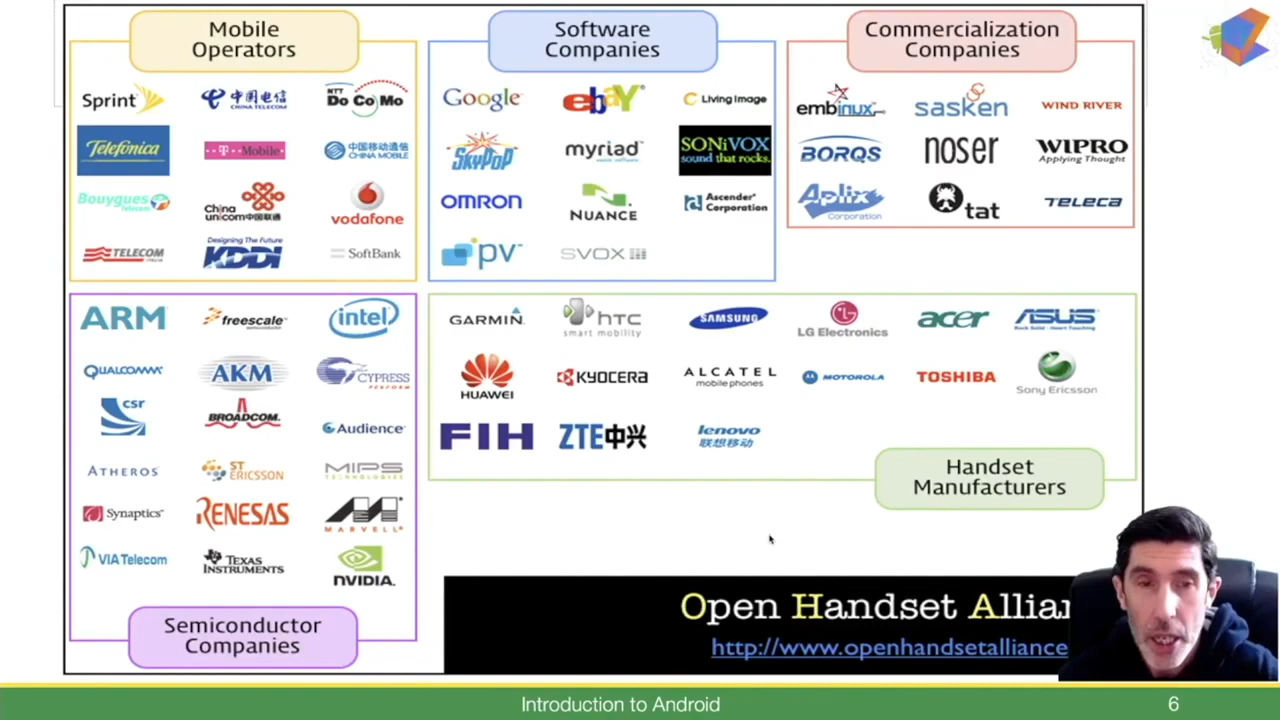 Mobile
Operators
Sprint
中国电信
CHINA TELECOM
NTT
DoCoMo
Telefónica
T-Mobile
中国移动通信
CHINA MOBILE
Bouygues
Telecom
China
unicom中国联通
vodafone
TELECOM
ITALIA
Designing The Future
KDDI
SoftBank
Software
Companies
Google
ebaY
Living Image
SKYPOP
myriad
SONiVOX
sound that rocks.
OMRON
NUANCE
Ascender
Corporation
pv
SVOX
Commercialization
Companies
embinux
sasken
WIND RIVER
BORQS
noser
WIPRO
Applying Thought
Aplix
Corporation
tat
TELECA
ARM
freescale
semiconductor
intel
QUALCOMM
AKM
CYPRESS
PERFORM
csr
BROADCOM.
Audience
ATHEROS
ST
ERICSSON
MIPS
TECHNOLOGIES
Synaptics
RENESAS
MARVELL
VIA Telecom
TEXAS
INSTRUMENTS
NVIDIA.
Semiconductor
Companies
GARMIN
hTC
smart mobility
SAMSUNG
LG
LG Electronics
acer
ASUS
Rock Solid · Heart Touching
HUAWEI
KYOCERA
ALCATEL
mobile phones
MOTOROLA
TOSHIBA
Sony Ericsson
FIH
ZTE中兴
lenovo
联想移动
Handset
Manufacturers
Open Handset Allian
http://www.openhandsetalliance
Introduction to Android
6